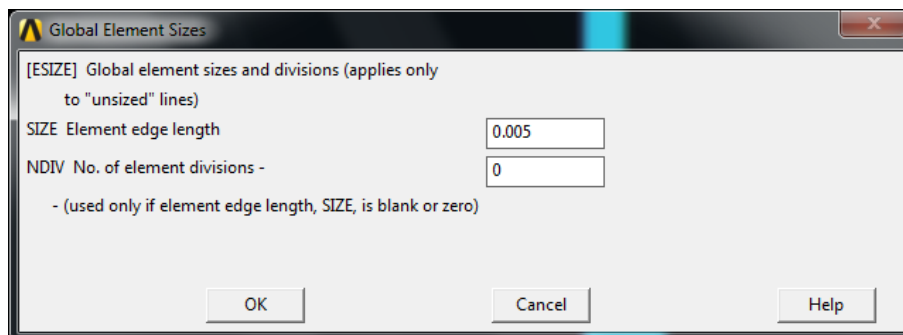 Global Element Sizes
[ESIZE] Global element sizes and divisions (applies only
to "unsized" lines)
SIZE Element edge length 0.005
NDIV No. of element divisions - 0
- (used only if element edge length, SIZE, is blank or zero)
OK Cancel Help